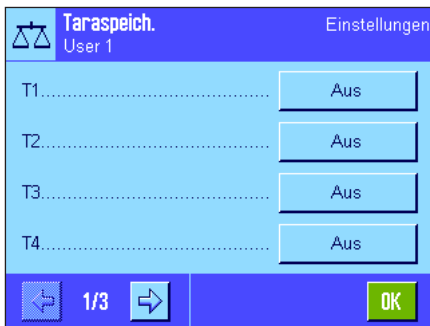 Taraspeich. Einstellungen
User 1
T1................................................ Aus
T2................................................ Aus
T3................................................ Aus
T4................................................ Aus
1/3 OK